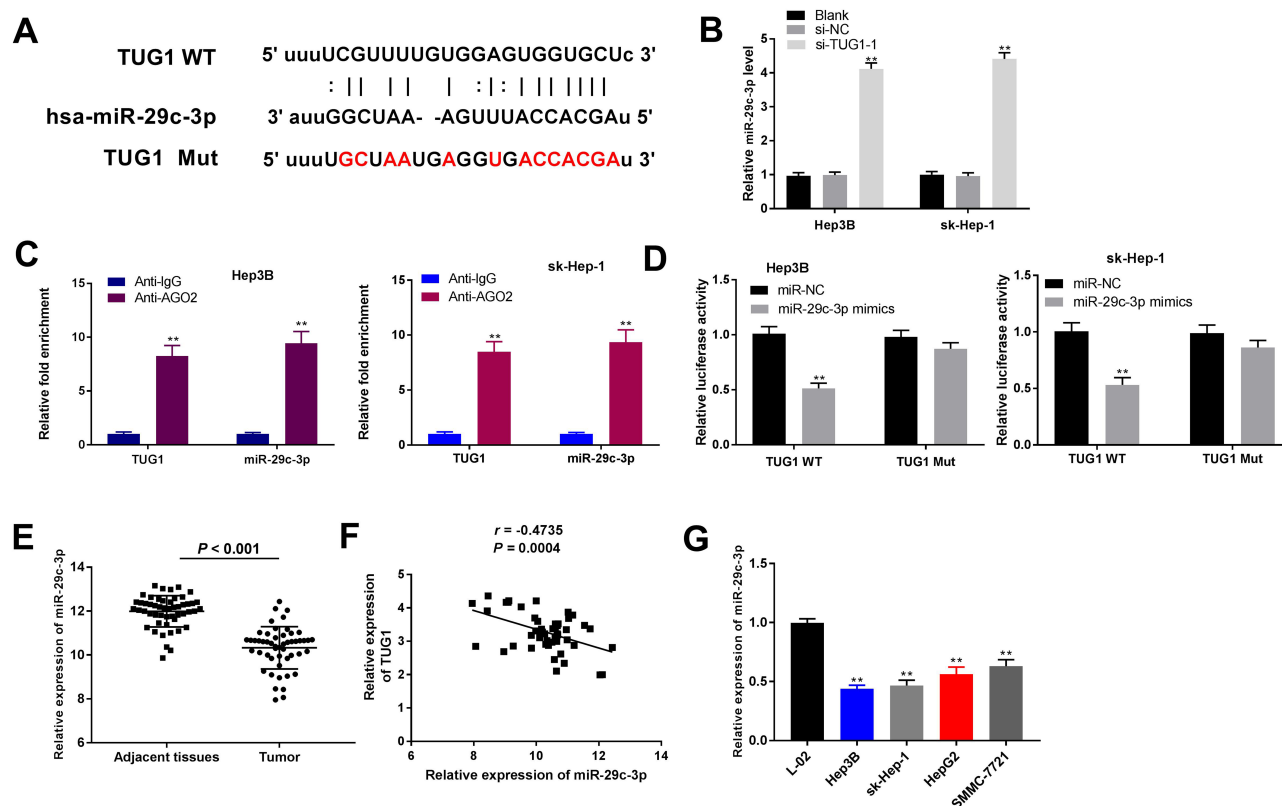 A
TUG1 WT 5' uuuUCGUUUUGUGGAGUGGUGCUc 3'
: | | | | | : | : | | | | | | |
hsa-miR-29c-3p 3' auuGGCUAA- -AGUUUACCACGAu 5'
TUG1 Mut 5' uuuUGCUAAUGAGGUGACCACGAu 3'
B
Blank
si-NC
si-TUG1-1
Relative miR-29c-3p level
5
4
3
2
1
0
** **
Hep3B sk-Hep-1
C
Hep3B
Anti-IgG
Anti-AGO2
Relative fold enrichment
15
10
5
0
** **
TUG1 miR-29c-3p
sk-Hep-1
Anti-IgG
Anti-AGO2
Relative fold enrichment
15
10
5
0
** **
TUG1 miR-29c-3p
D
Hep3B
miR-NC
miR-29c-3p mimics
Relative luciferase activity
1.5
1.0
0.5
0.0
**
TUG1 WT TUG1 Mut
sk-Hep-1
miR-NC
miR-29c-3p mimics
Relative luciferase activity
1.5
1.0
0.5
0.0
**
TUG1 WT TUG1 Mut
E
P < 0.001
Relative expression of miR-29c-3p
14
12
10
8
6
Adjacent tissues Tumor
F
r = -0.4735
P = 0.0004
Relative expression
of TUG1
5
4
3
2
1
0
6 8 10 12 14
Relative expression of miR-29c-3p
G
Relative expression of miR-29c-3p
1.5
1.0
0.5
0.0
** ** ** **
L-02 Hep3B sk-Hep-1 HepG2 SMMC-7721